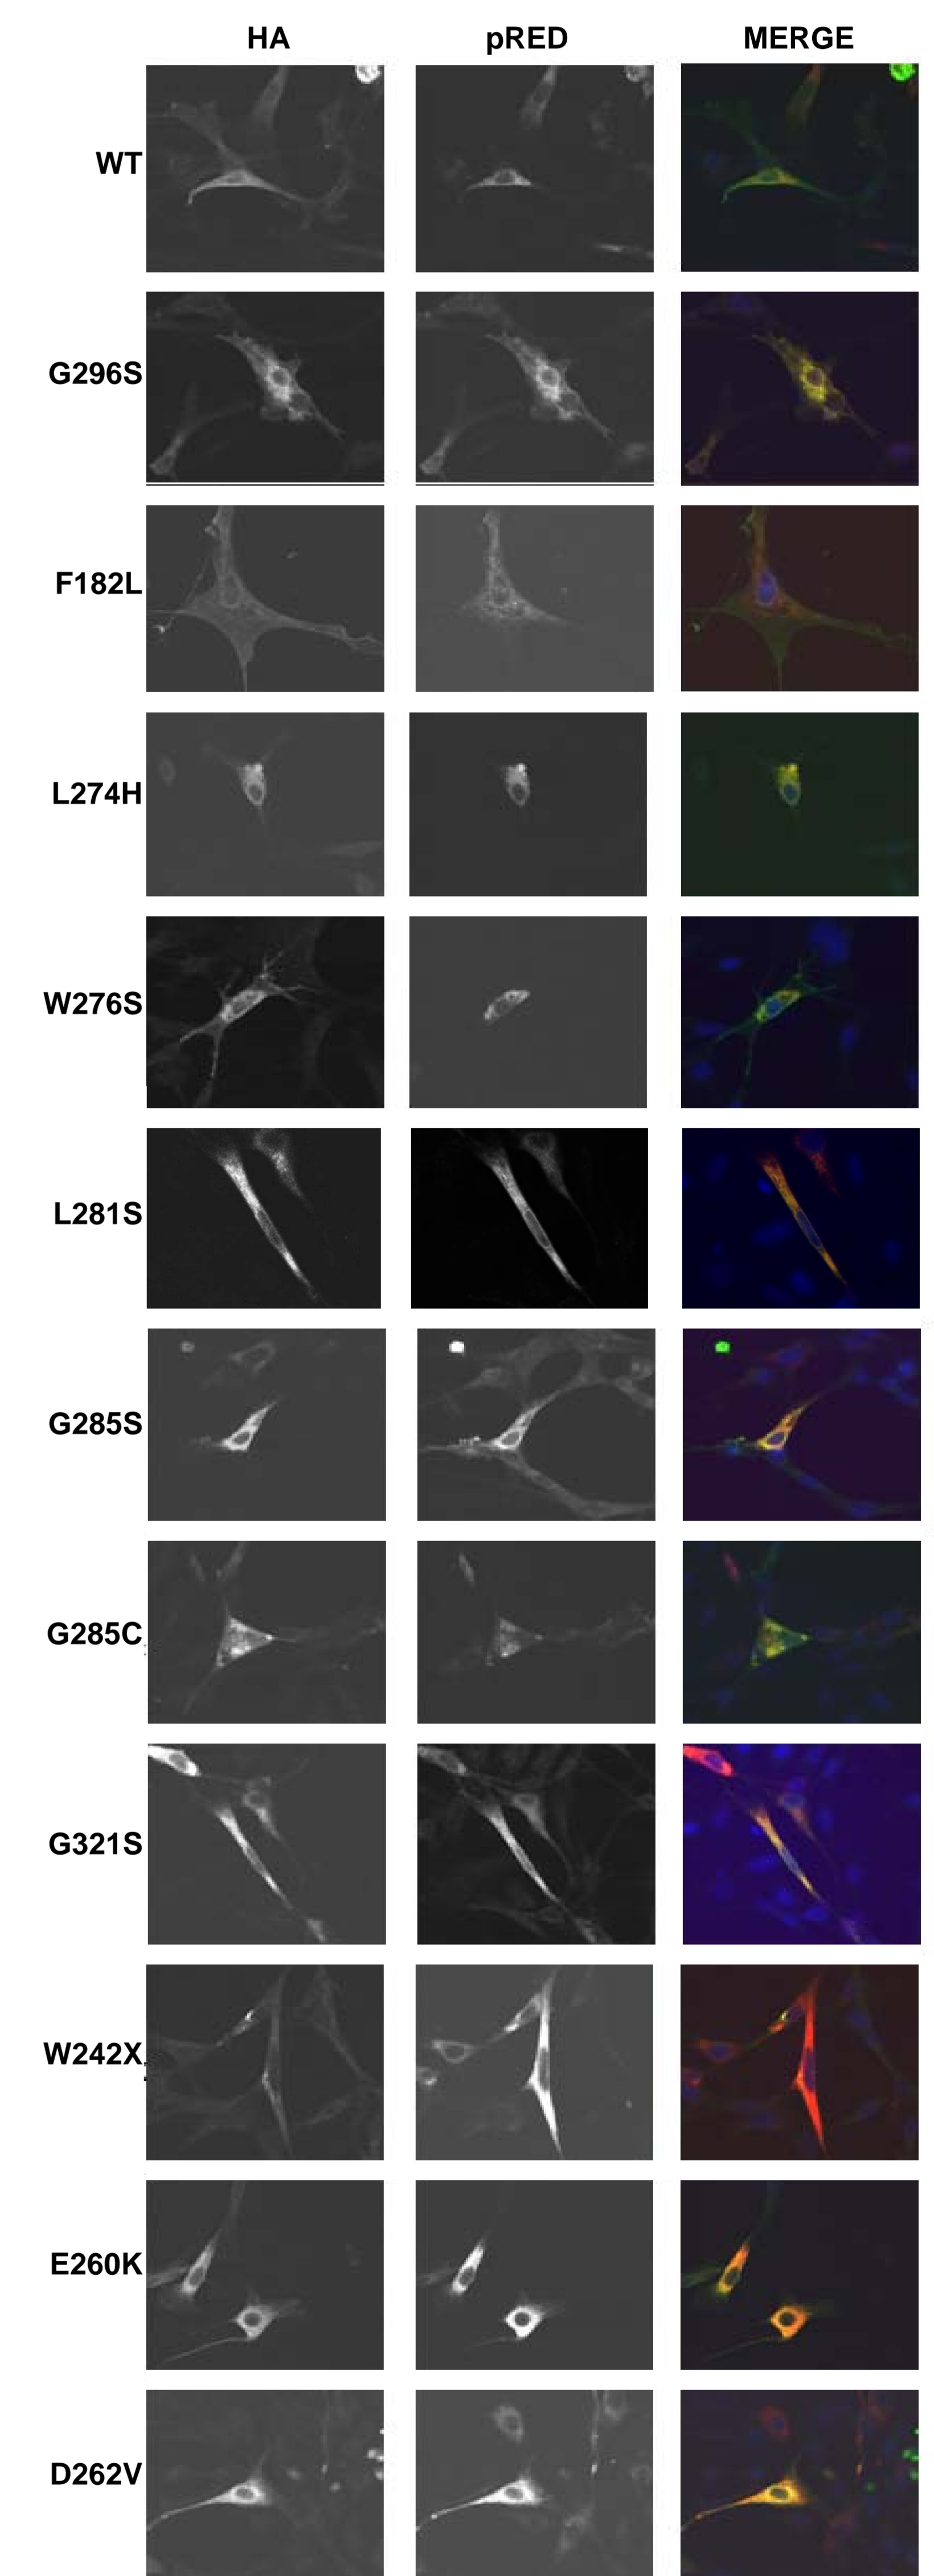 HA pRED MERGE
WT
G296S
F182L
L274H
W276S
L281S
G285S
G285C
G321S
W242X
E260K
D262V